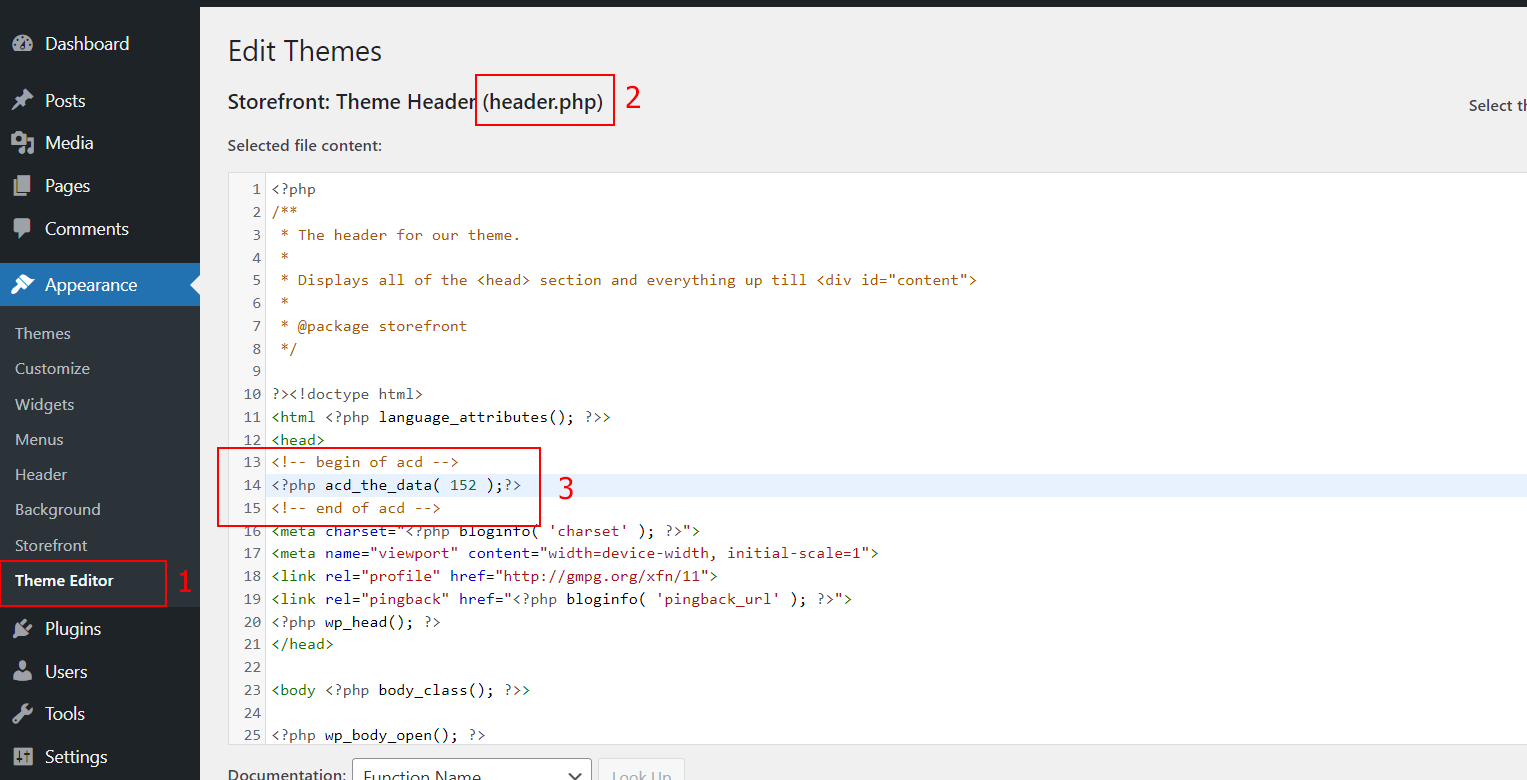 Dashboard
Posts
Media
Pages
Comments
Appearance
Themes
Customize
Widgets
Menus
Header
Background
Storefront
Theme Editor 1
Plugins
Users
Tools
Settings
Edit Themes
Storefront: Theme Header (header.php) 2
Select th
Selected file content:
1 <?php
2 /**
3  * The header for our theme.
4  *
5  * Displays all of the <head> section and everything up till <div id="content">
6  *
7  * @package storefront
8  */
9
10 ?><!doctype html>
11 <html <?php language_attributes(); ?>>
12 <head>
13 <!-- begin of acd -->
14 <?php acd_the_data( 152 );?> 3
15 <!-- end of acd -->
16 <meta charset="<?php bloginfo( 'charset' ); ?>">
17 <meta name="viewport" content="width=device-width, initial-scale=1">
18 <link rel="profile" href="http://gmpg.org/xfn/11">
19 <link rel="pingback" href="<?php bloginfo( 'pingback_url' ); ?>">
20 <?php wp_head(); ?>
21 </head>
22
23 <body <?php body_class(); ?>>
24
25 <?php wp_body_open(); ?>
Documentation: Function Name Look Up